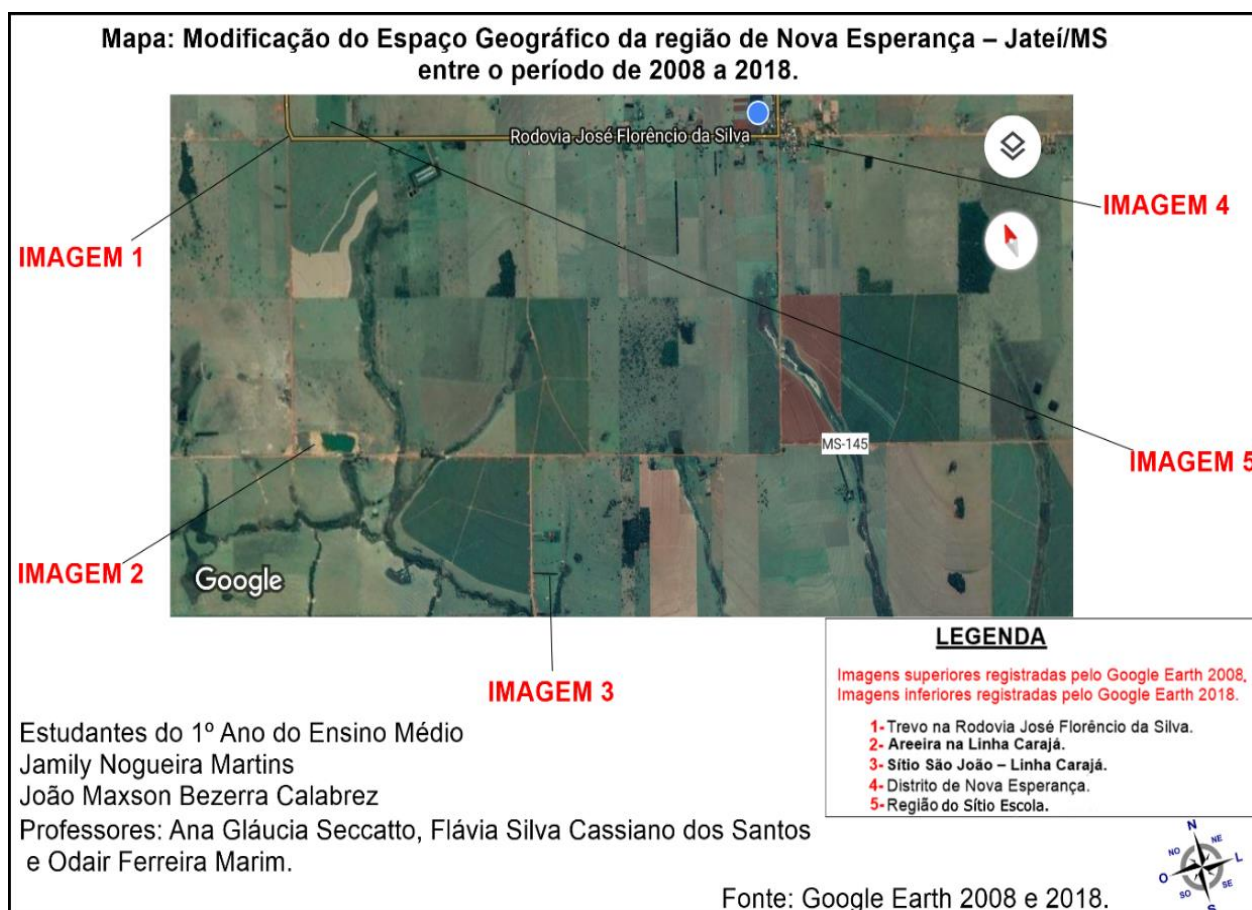 Mapa: Modificação do Espaço Geográfico da região de Nova Esperança – Jateí/MS
entre o período de 2008 a 2018.
Rodovia José Florêncio da Silva
IMAGEM 4
IMAGEM 1
MS-145
IMAGEM 5
IMAGEM 2
Google
IMAGEM 3
LEGENDA
Imagens superiores registradas pelo Google Earth 2008,
Imagens inferiores registradas pelo Google Earth 2018.
1- Trevo na Rodovia José Florêncio da Silva.
2- Areeira na Linha Carajá.
3- Sítio São João – Linha Carajá.
4- Distrito de Nova Esperança.
5- Região do Sítio Escola.
Estudantes do 1º Ano do Ensino Médio
Jamily Nogueira Martins
João Maxson Bezerra Calabrez
Professores: Ana Gláucia Seccatto, Flávia Silva Cassiano dos Santos
e Odair Ferreira Marim.
N
NO
NE
O
L
SO
SE
S
Fonte: Google Earth 2008 e 2018.